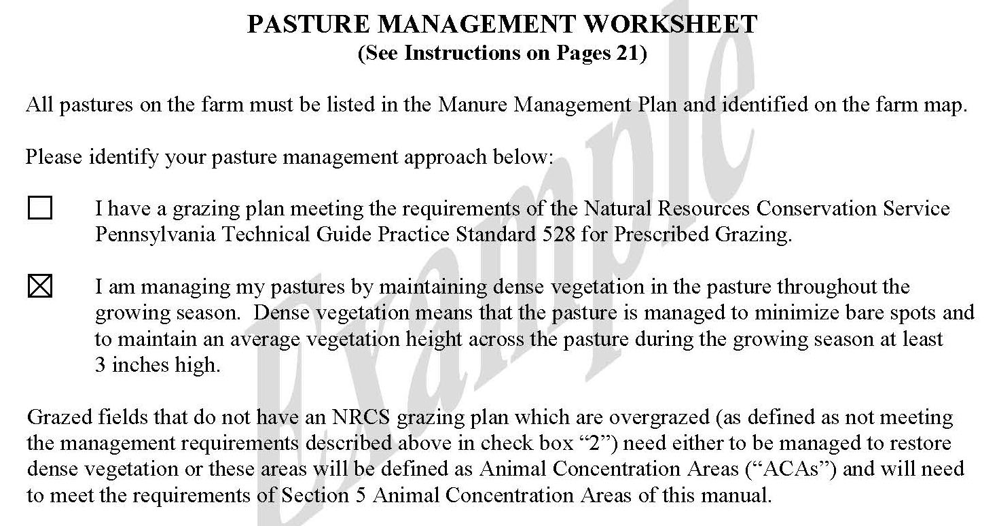 PASTURE MANAGEMENT WORKSHEET
(See Instructions on Pages 21)
All pastures on the farm must be listed in the Manure Management Plan and identified on the farm map.
Please identify your pasture management approach below:
I have a grazing plan meeting the requirements of the Natural Resources Conservation Service
Pennsylvania Technical Guide Practice Standard 528 for Prescribed Grazing.
I am managing my pastures by maintaining dense vegetation in the pasture throughout the
growing season.  Dense vegetation means that the pasture is managed to minimize bare spots and
to maintain an average vegetation height across the pasture during the growing season at least
3 inches high.
Grazed fields that do not have an NRCS grazing plan which are overgrazed (as defined as not meeting
the management requirements described above in check box “2”) need either to be managed to restore
dense vegetation or these areas will be defined as Animal Concentration Areas (“ACAs”) and will need
to meet the requirements of Section 5 Animal Concentration Areas of this manual.
Example